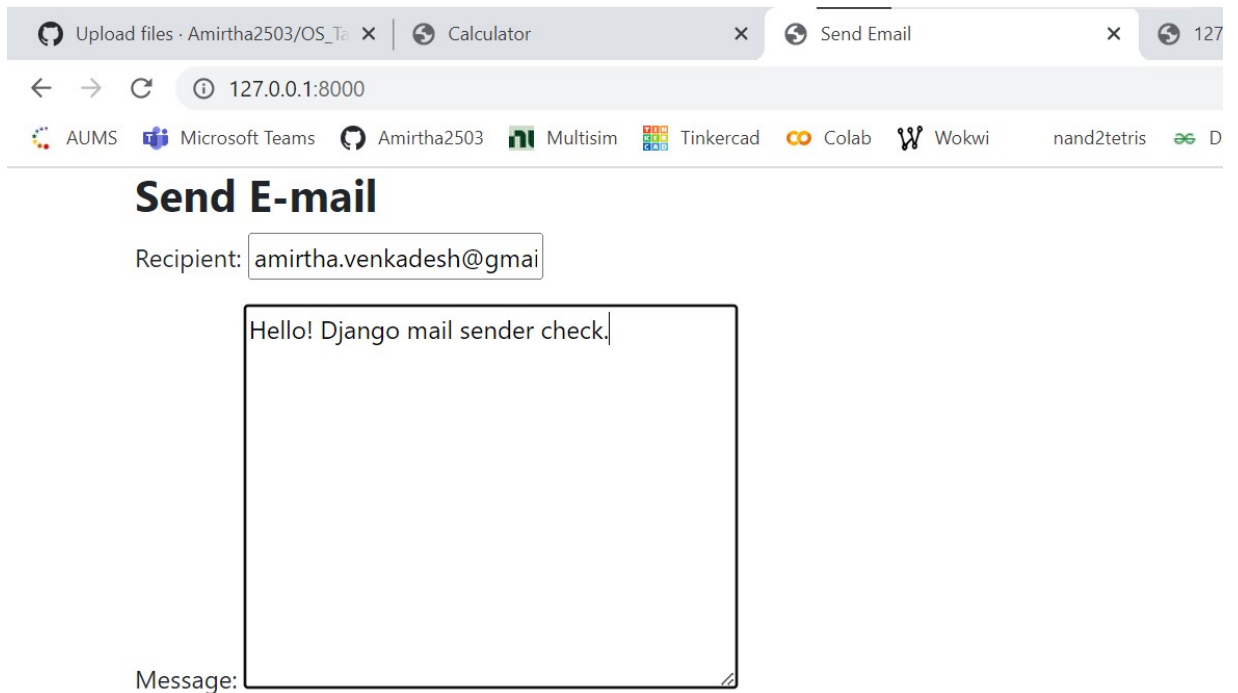 Upload files · Amirtha2503/OS_Ta Calculator Send Email 127
127.0.0.1:8000
AUMS Microsoft Teams Amirtha2503 Multisim Tinkercad Colab Wokwi nand2tetris D
Send E-mail
Recipient: amirtha.venkadesh@gmai
Hello! Django mail sender check.
Message: